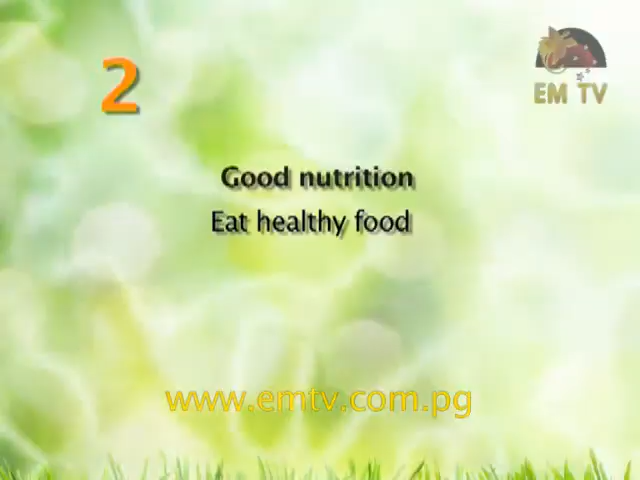 2
EM TV
Good nutrition
Eat healthy food
www.emtv.com.pg